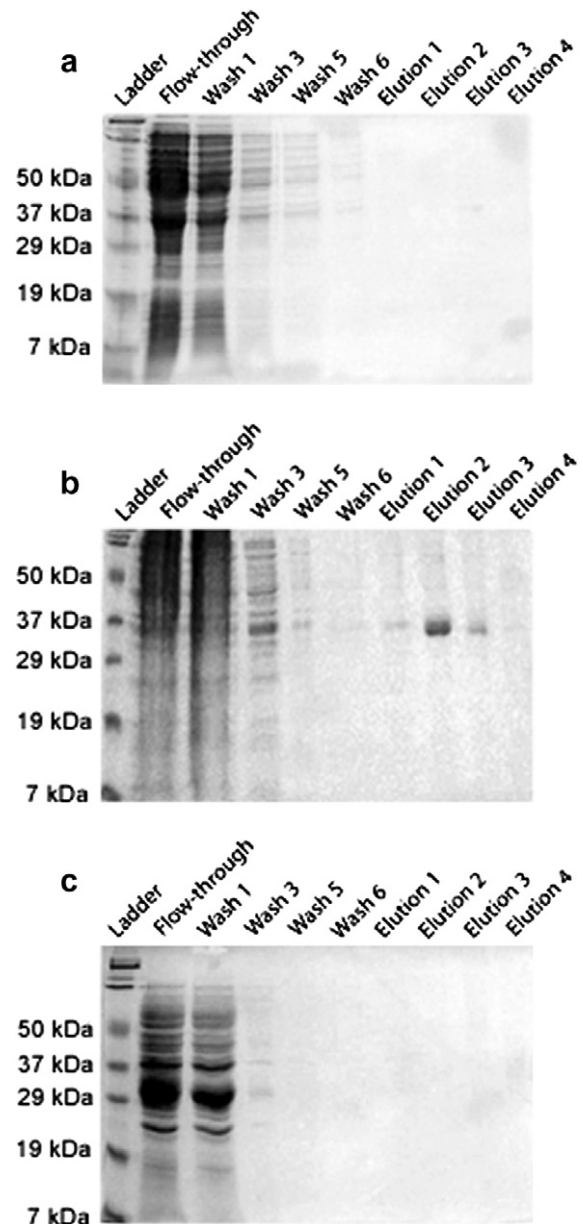 a
Ladder
Flow-through
Wash 1
Wash 3
Wash 5
Wash 6
Elution 1
Elution 2
Elution 3
Elution 4
50 kDa
37 kDa
29 kDa
19 kDa
7 kDa
b
Ladder
Flow-through
Wash 1
Wash 3
Wash 5
Wash 6
Elution 1
Elution 2
Elution 3
Elution 4
50 kDa
37 kDa
29 kDa
19 kDa
7 kDa
c
Ladder
Flow-through
Wash 1
Wash 3
Wash 5
Wash 6
Elution 1
Elution 2
Elution 3
Elution 4
50 kDa
37 kDa
29 kDa
19 kDa
7 kDa